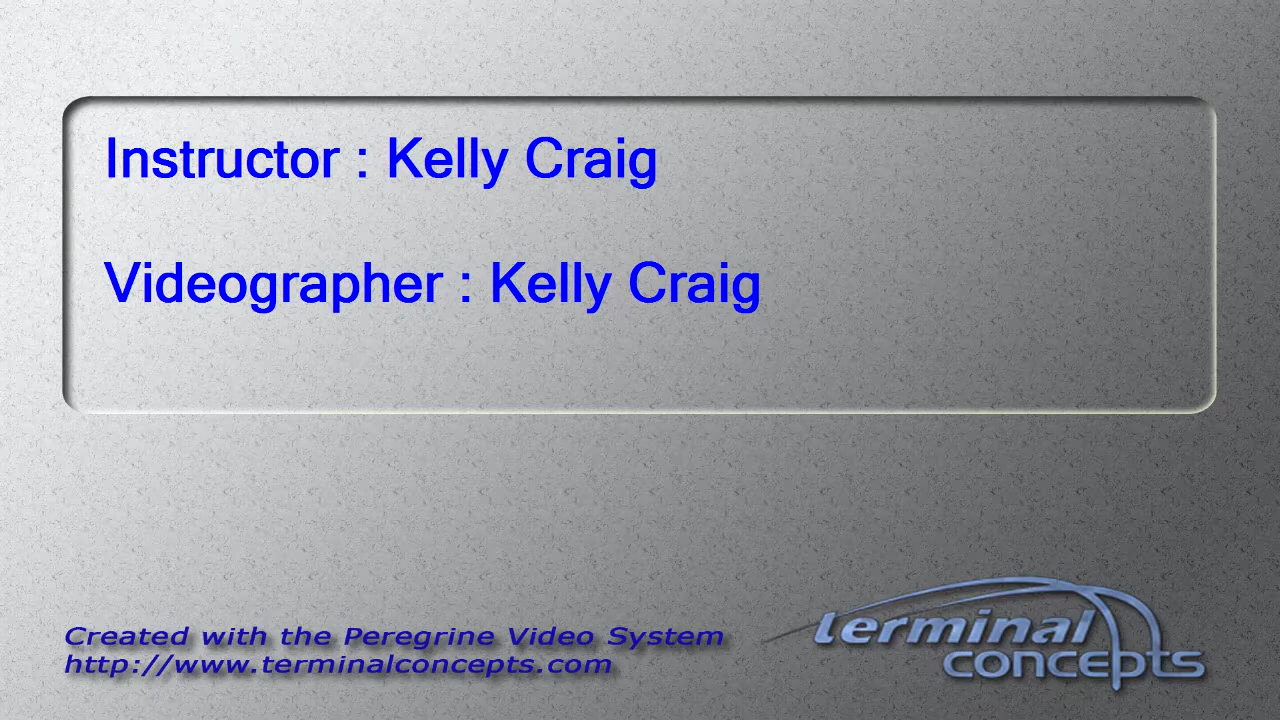 Instructor : Kelly Craig
Videographer : Kelly Craig
Created with the Peregrine Video System
http://www.terminalconcepts.com
terminal
concepts